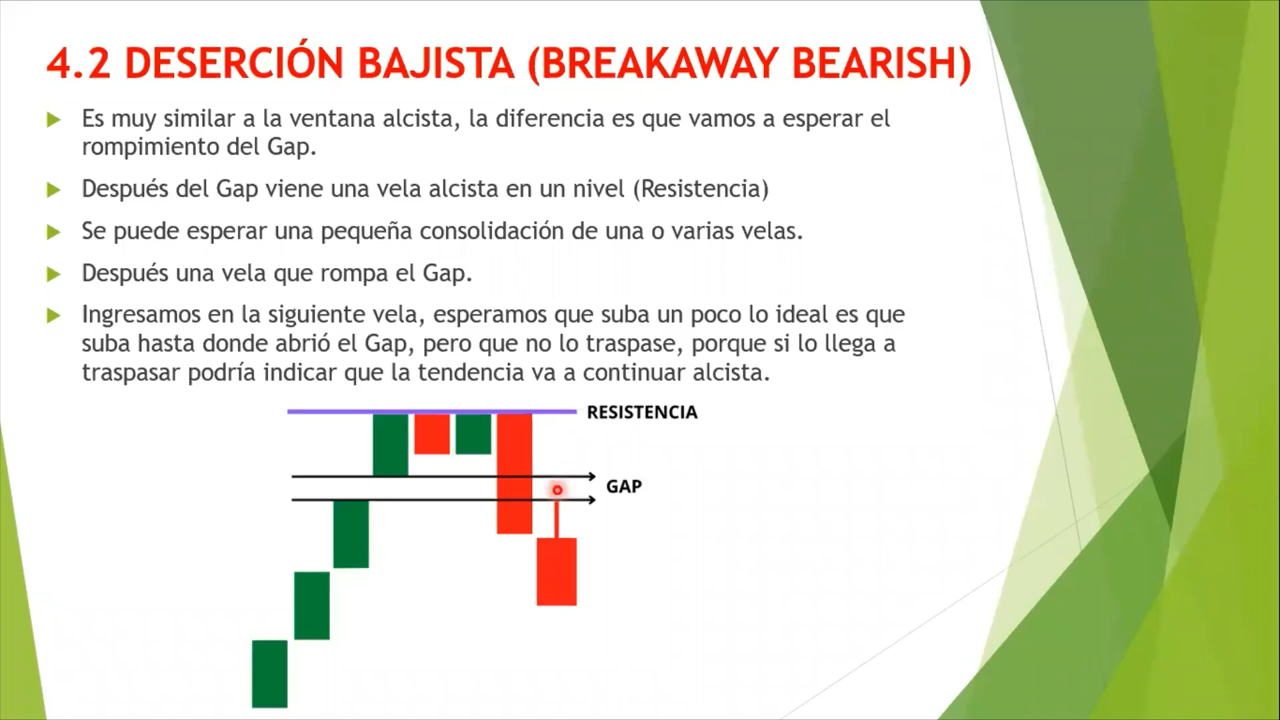 4.2 DESERCIÓN BAJISTA (BREAKAWAY BEARISH)
Es muy similar a la ventana alcista, la diferencia es que vamos a esperar el
rompimiento del Gap.
Después del Gap viene una vela alcista en un nivel (Resistencia)
Se puede esperar una pequeña consolidación de una o varias velas.
Después una vela que rompa el Gap.
Ingresamos en la siguiente vela, esperamos que suba un poco lo ideal es que
suba hasta donde abrió el Gap, pero que no lo traspase, porque si lo llega a
traspasar podría indicar que la tendencia va a continuar alcista.
RESISTENCIA
GAP